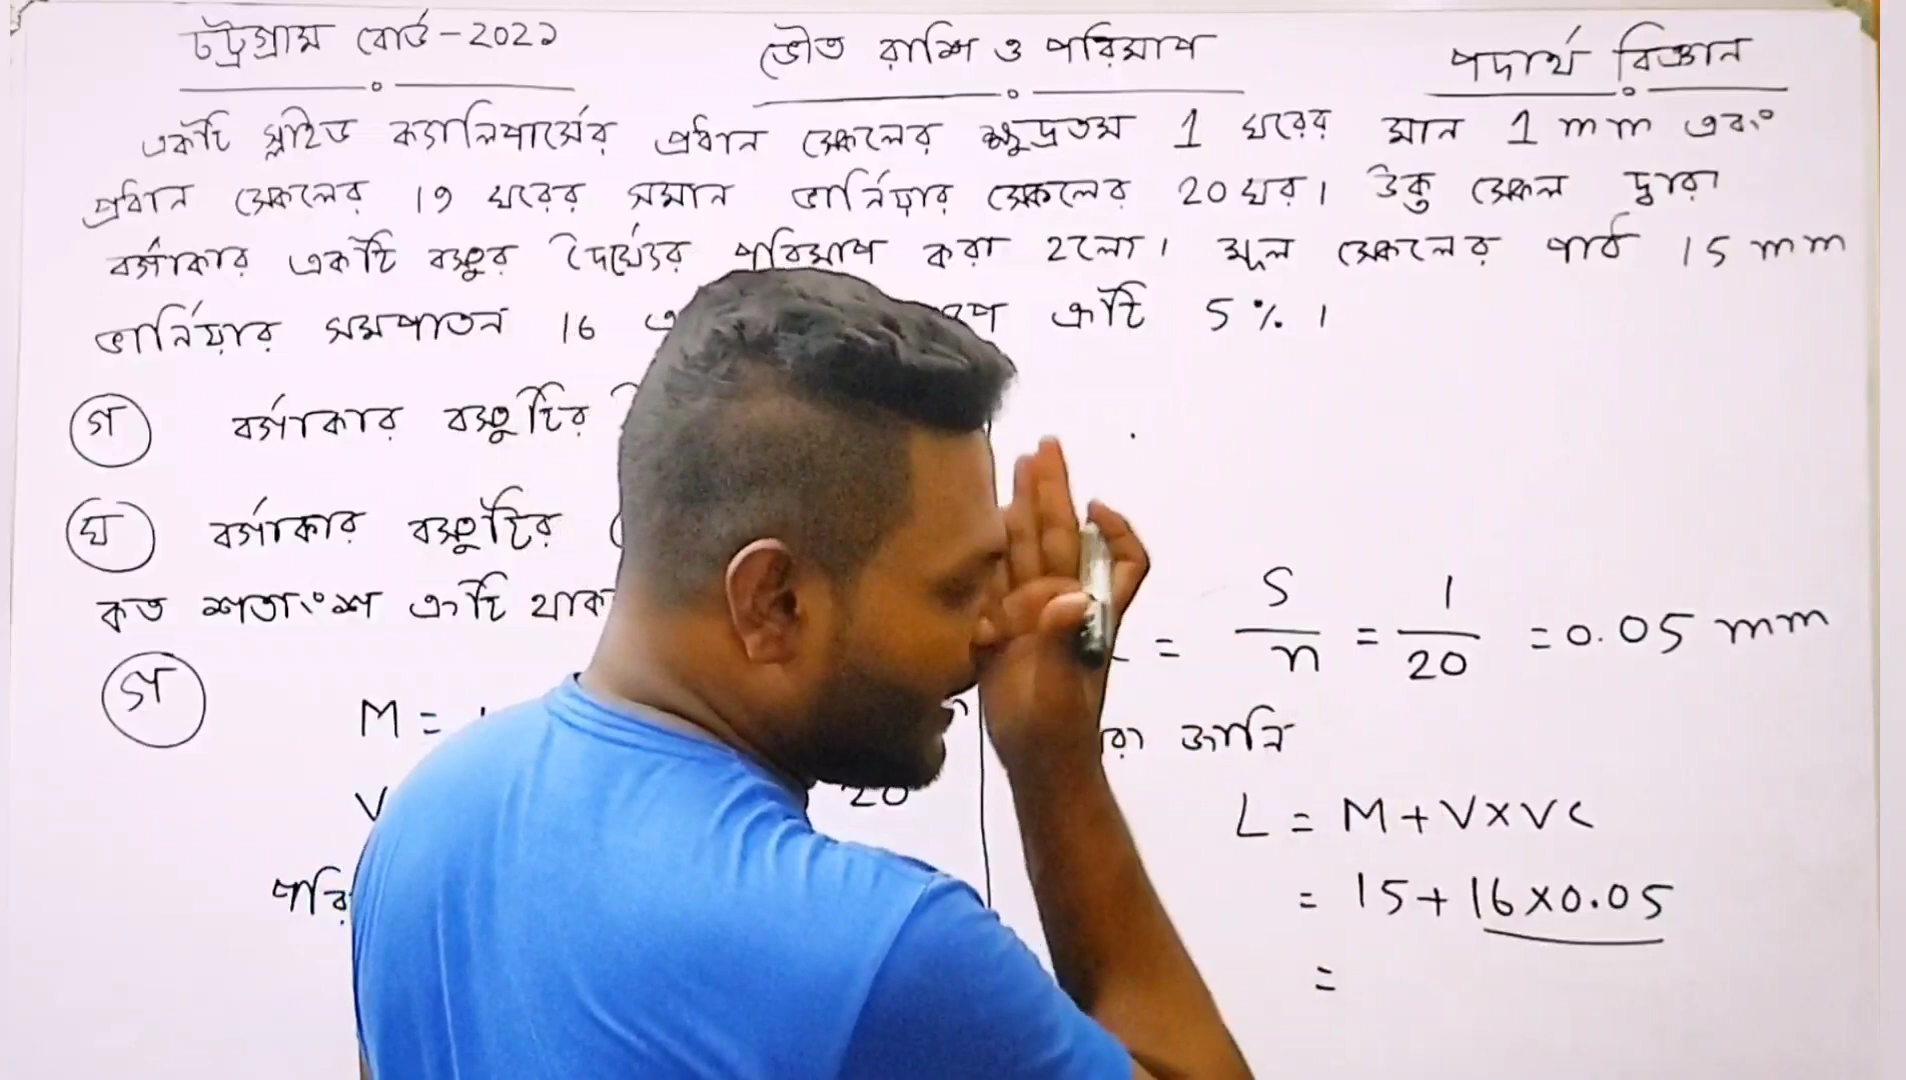 চট্টগ্রাম বোর্ড-2021
ভৌত রাশি ও পরিমাপ
পদার্থ বিজ্ঞান
একটি স্লাইড ক্যালিপার্সের প্রধান স্কেলের ক্ষুদ্রতম 1 ঘরের মান 1 mm এবং
প্রধান স্কেলের 19 ঘরের সমান ভার্নিয়ার স্কেলের 20 ঘর। উক্ত স্কেল দ্বারা
বর্গাকার একটি বস্তুর দৈর্ঘ্যের পরিমাপ করা হলো। মূল স্কেলের পাঠ 15 mm
ভার্নিয়ার সমপাতন 16 ত্রুটি 5%।
গ বর্গাকার বস্তুটির
ঘ বর্গাকার বস্তুটির
কত শতাংশ ত্রুটি
গ
M =
V
20
পরি
= S/n = 1/20 = 0.05 mm
জানি
L = M + V×VC
= 15 + 16×0.05
=